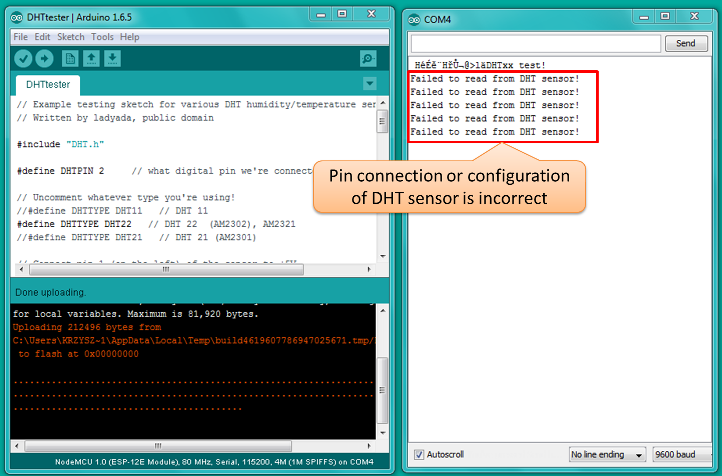 DHTtester | Arduino 1.6.5
File Edit Sketch Tools Help
DHTtester
// Example testing sketch for various DHT humidity/temperature ser
// Written by ladyada, public domain
#include "DHT.h"
#define DHTPIN 2 // what digital pin we're connec
// Uncomment whatever type you're using!
//#define DHTTYPE DHT11 // DHT 11
#define DHTTYPE DHT22 // DHT 22 (AM2302), AM2321
//#define DHTTYPE DHT21 // DHT 21 (AM2301)
Done uploading.
for local variables. Maximum is 81,920 bytes.
Uploading 212496 bytes from
C:\Users\KRZYSZ~1\AppData\Local\Temp\build4619607786947025671.tmp/
to flash at 0x00000000
NodeMCU 1.0 (ESP-12E Module), 80 MHz, Serial, 115200, 4M (1M SPIFFS) on COM4
COM4
Send
DHTxx test!
Failed to read from DHT sensor!
Failed to read from DHT sensor!
Failed to read from DHT sensor!
Failed to read from DHT sensor!
Failed to read from DHT sensor!
Pin connection or configuration
of DHT sensor is incorrect
Autoscroll
No line ending
9600 baud